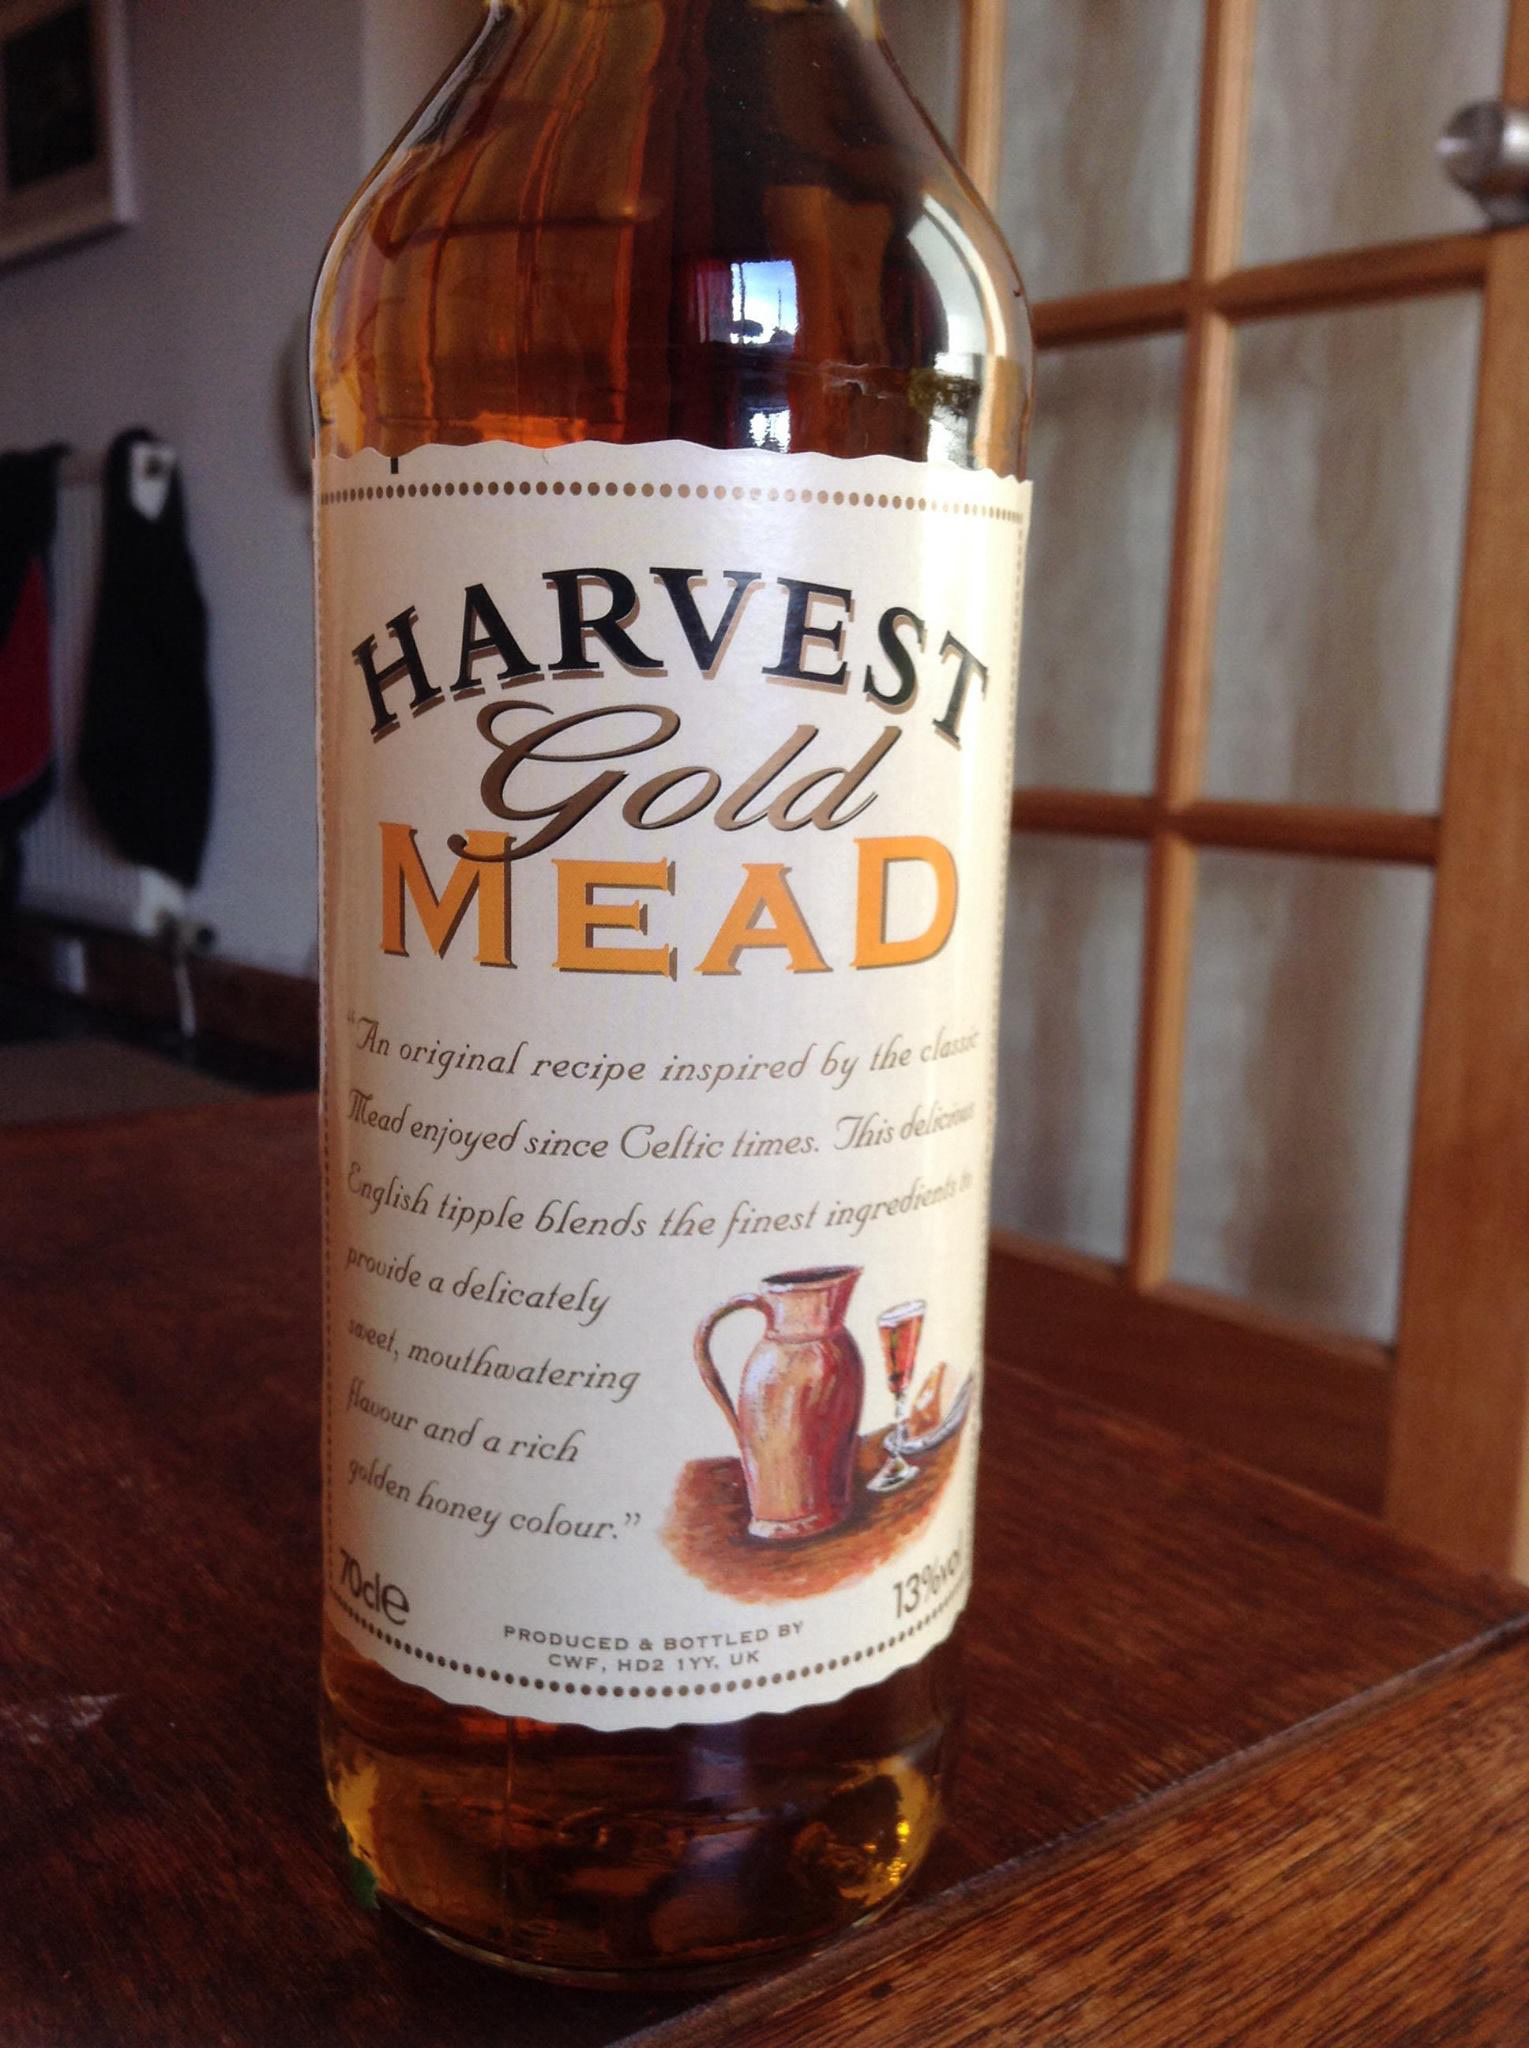 HARVEST
Gold
MEAD
“An original recipe inspired by the classic
Mead enjoyed since Celtic times. This delicious
English tipple blends the finest ingredients to
provide a delicately
sweet, mouthwatering
flavour and a rich
golden honey colour.”
70cl e
13%vol
PRODUCED & BOTTLED BY
CWF, HD2 1YY, UK